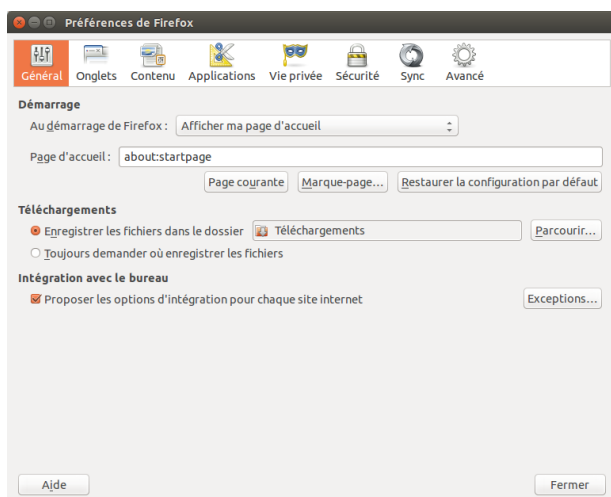 Préférences de Firefox
Général Onglets Contenu Applications Vie privée Sécurité Sync Avancé
Démarrage
Au démarrage de Firefox : Afficher ma page d'accueil
Page d'accueil : about:startpage
Page courante Marque-page... Restaurer la configuration par défaut
Téléchargements
Enregistrer les fichiers dans le dossier Téléchargements Parcourir...
Toujours demander où enregistrer les fichiers
Intégration avec le bureau
Proposer les options d'intégration pour chaque site internet Exceptions...
Aide Fermer